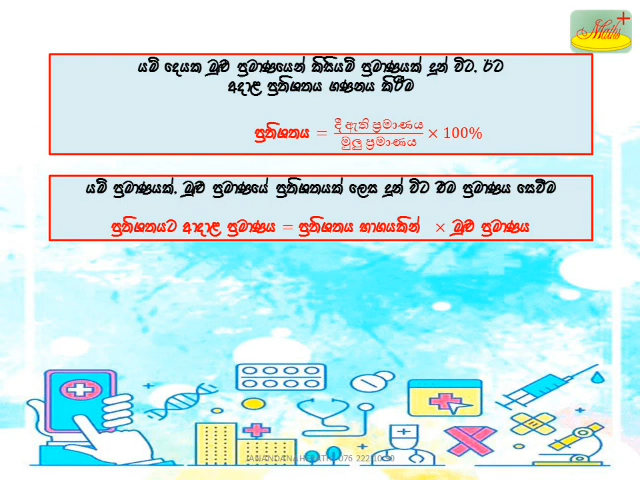 Maths+
යම් දෙයක මුළු ප්‍රමාණයෙන් කිසියම් ප්‍රමාණයක් දුන් විට, ඊට
අදාළ ප්‍රතිශතය ගණනය කිරීම
ප්‍රතිශතය = දී ඇති ප්‍රමාණය / මුලු ප්‍රමාණය × 100%
යම් ප්‍රමාණයක්, මුළු ප්‍රමාණයේ ප්‍රතිශතයක් ලෙස දුන් විට එම ප්‍රමාණය සෙවීම
ප්‍රතිශතයට අදාළ ප්‍රමාණය = ප්‍රතිශතය භාගයකින් × මුළු ප්‍රමාණය